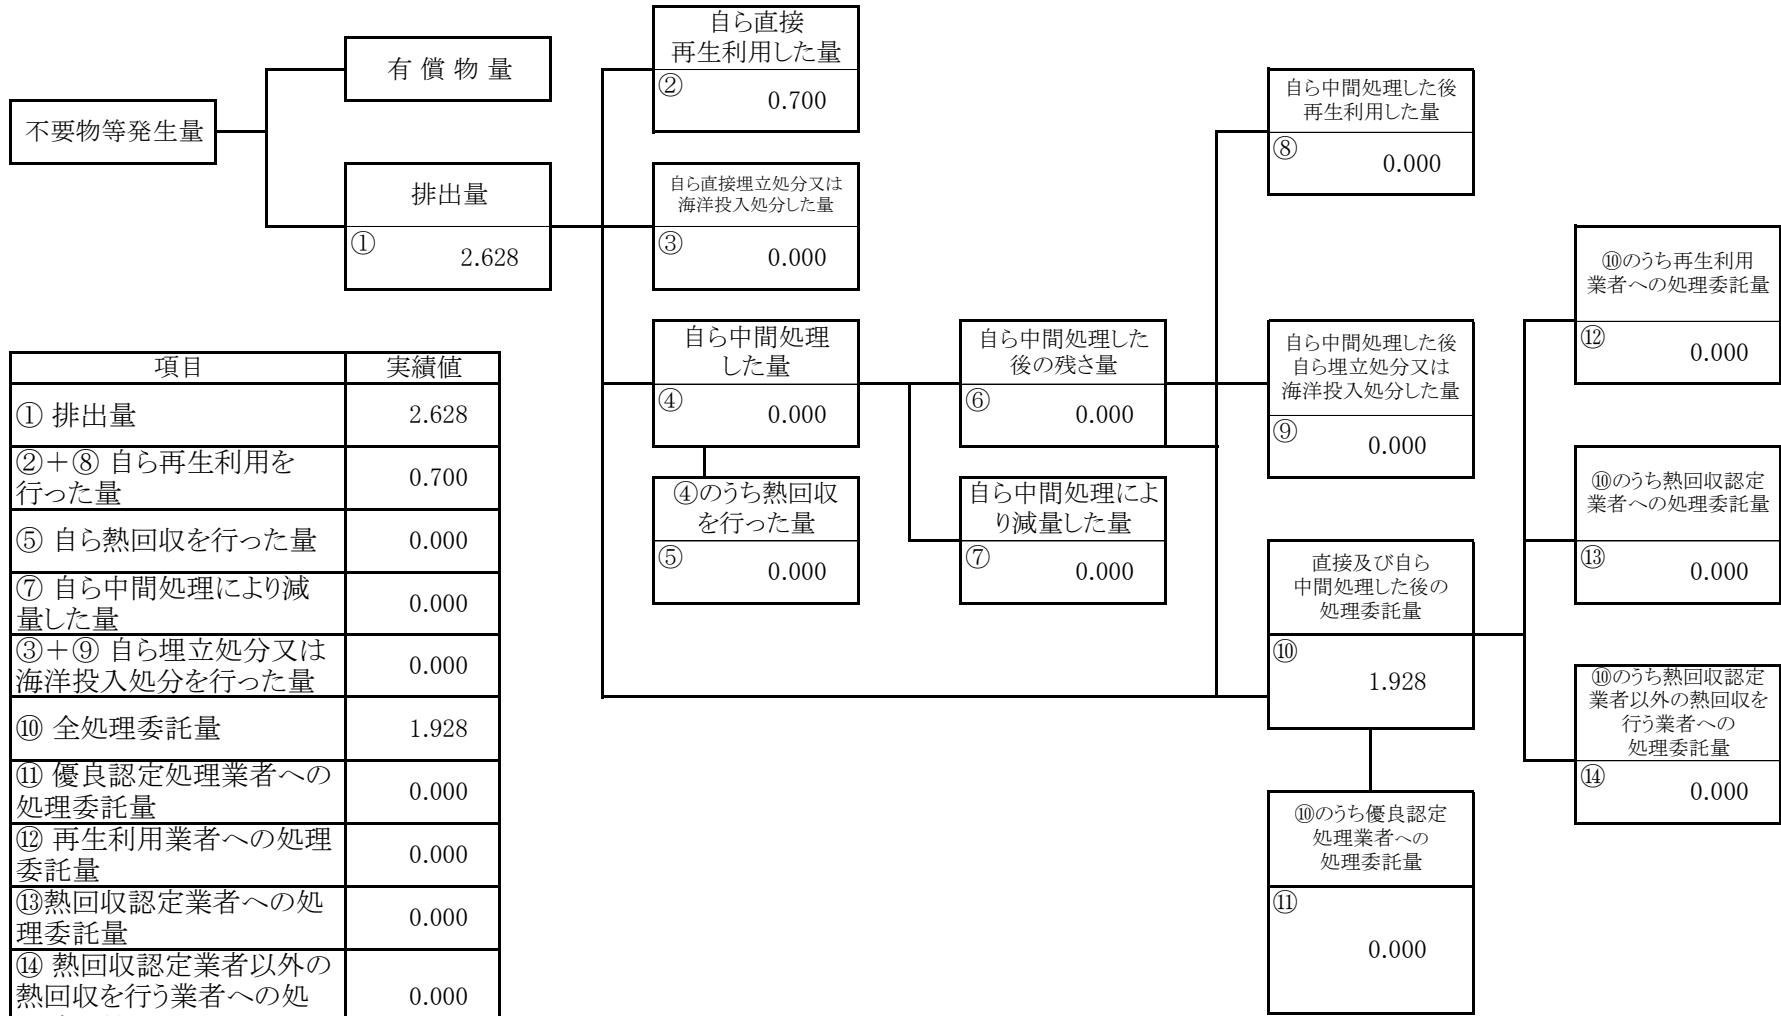 不要物等発生量
有 償 物 量
排出量
①
2.628
自ら直接
再生利用した量
②
0.700
自ら直接埋立処分又は
海洋投入処分した量
③
0.000
自ら中間処理
した量
④
0.000
④のうち熱回収
を行った量
⑤
0.000
自ら中間処理した
後の残さ量
⑥
0.000
自ら中間処理によ
り減量した量
⑦
0.000
自ら中間処理した後
再生利用した量
⑧
0.000
自ら中間処理した後
自ら埋立処分又は
海洋投入処分した量
⑨
0.000
直接及び自ら
中間処理した後の
処理委託量
⑩
1.928
⑩のうち優良認定
処理業者への
処理委託量
⑪
0.000
⑩のうち再生利用
業者への処理委託量
⑫
0.000
⑩のうち熱回収認定
業者への処理委託量
⑬
0.000
⑩のうち熱回収認定
業者以外の熱回収を
行う業者への
処理委託量
⑭
0.000
項目 実績値
① 排出量 2.628
②＋⑧ 自ら再生利用を
行った量 0.700
⑤ 自ら熱回収を行った量 0.000
⑦ 自ら中間処理により減
量した量 0.000
③＋⑨ 自ら埋立処分又は
海洋投入処分を行った量 0.000
⑩ 全処理委託量 1.928
⑪ 優良認定処理業者への
処理委託量 0.000
⑫ 再生利用業者への処理
委託量 0.000
⑬熱回収認定業者への処
理委託量 0.000
⑭ 熱回収認定業者以外の
熱回収を行う業者への処 0.000